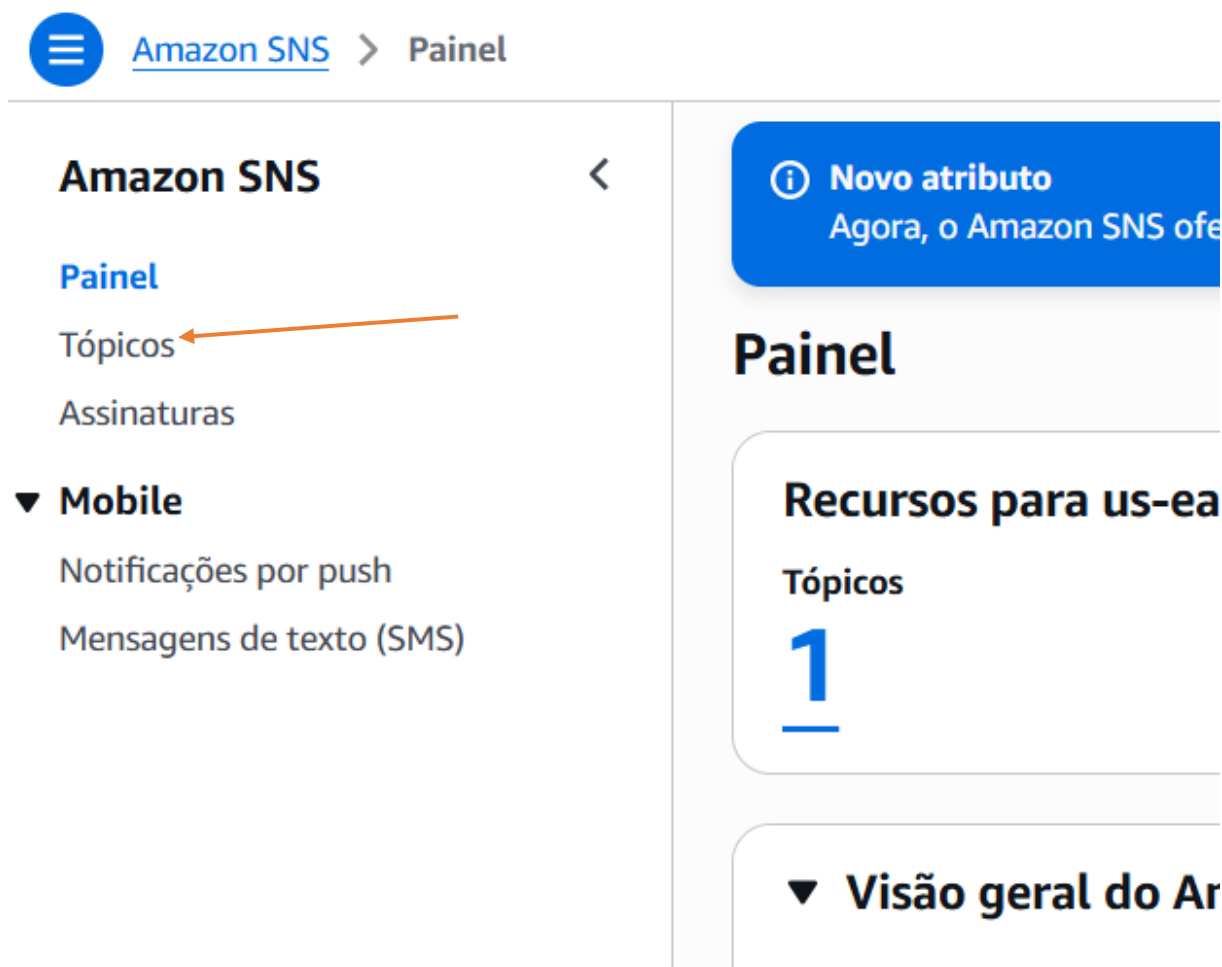 Amazon SNS > Painel
Amazon SNS
Painel
Tópicos
Assinaturas
Mobile
Notificações por push
Mensagens de texto (SMS)
Novo atributo
Agora, o Amazon SNS ofe
Painel
Recursos para us-ea
Tópicos
1
Visão geral do Am